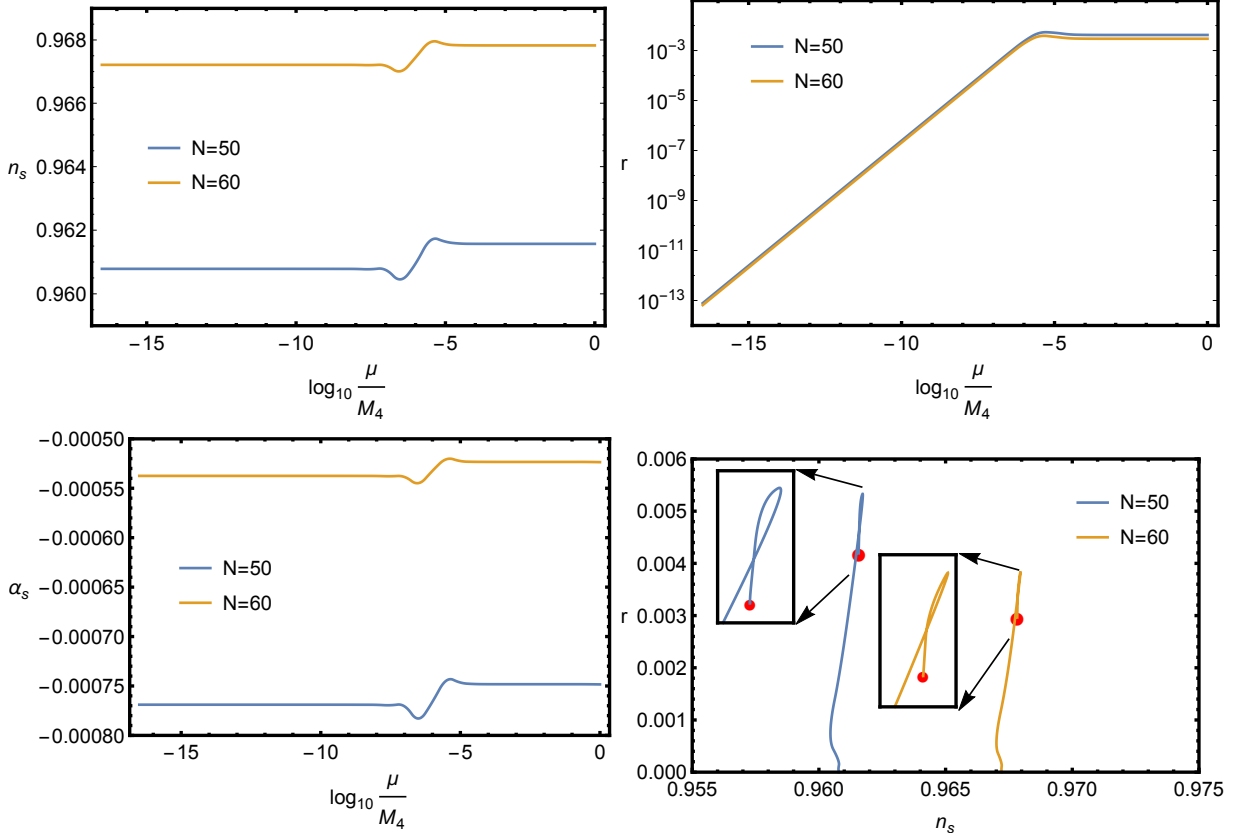 0.968
0.966
0.964
0.962
0.960
n_s
N=50
N=60
−15
−10
−5
0
log₁₀ μ/M₄
10⁻³
10⁻⁵
10⁻⁷
10⁻⁹
10⁻¹¹
10⁻¹³
r
N=50
N=60
−15
−10
−5
0
log₁₀ μ/M₄
−0.00050
−0.00055
−0.00060
−0.00065
−0.00070
−0.00075
−0.00080
α_s
N=50
N=60
−15
−10
−5
0
log₁₀ μ/M₄
0.006
0.005
0.004
0.003
0.002
0.001
0.000
r
N=50
N=60
0.955
0.960
0.965
0.970
0.975
n_s